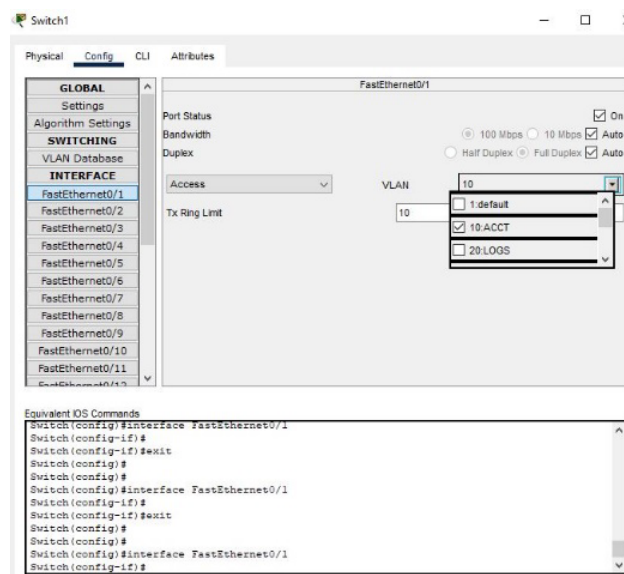 Switch1
Physical Config CLI Attributes
GLOBAL
Settings
Algorithm Settings
SWITCHING
VLAN Database
INTERFACE
FastEthernet0/1
FastEthernet0/2
FastEthernet0/3
FastEthernet0/4
FastEthernet0/5
FastEthernet0/6
FastEthernet0/7
FastEthernet0/8
FastEthernet0/9
FastEthernet0/10
FastEthernet0/11
FastEthernet0/12
FastEthernet0/1
Port Status On
Bandwidth 100 Mbps 10 Mbps Auto
Duplex Half Duplex Full Duplex Auto
Access VLAN 10
1:default
Tx Ring Limit 10
10:ACCT
20:LOGS
Equivalent IOS Commands
Switch(config)#interface FastEthernet0/1
Switch(config-if)#
Switch(config-if)#exit
Switch(config)#
Switch(config)#
Switch(config)#interface FastEthernet0/1
Switch(config-if)#
Switch(config-if)#exit
Switch(config)#
Switch(config)#
Switch(config)#interface FastEthernet0/1
Switch(config-if)#